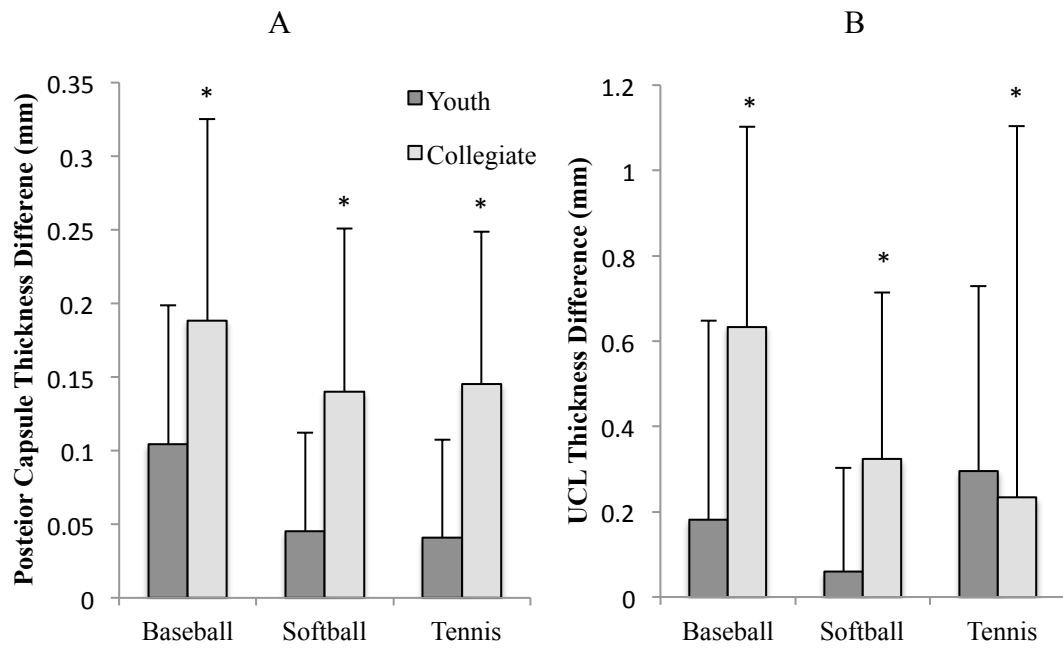 A
Posteior Capsule Thickness Differene (mm)
0.35
0.3
0.25
0.2
0.15
0.1
0.05
0
*
*
*
Youth
Collegiate
Baseball Softball Tennis
B
UCL Thickness Difference (mm)
1.2
1
0.8
0.6
0.4
0.2
0
*
*
*
Baseball Softball Tennis